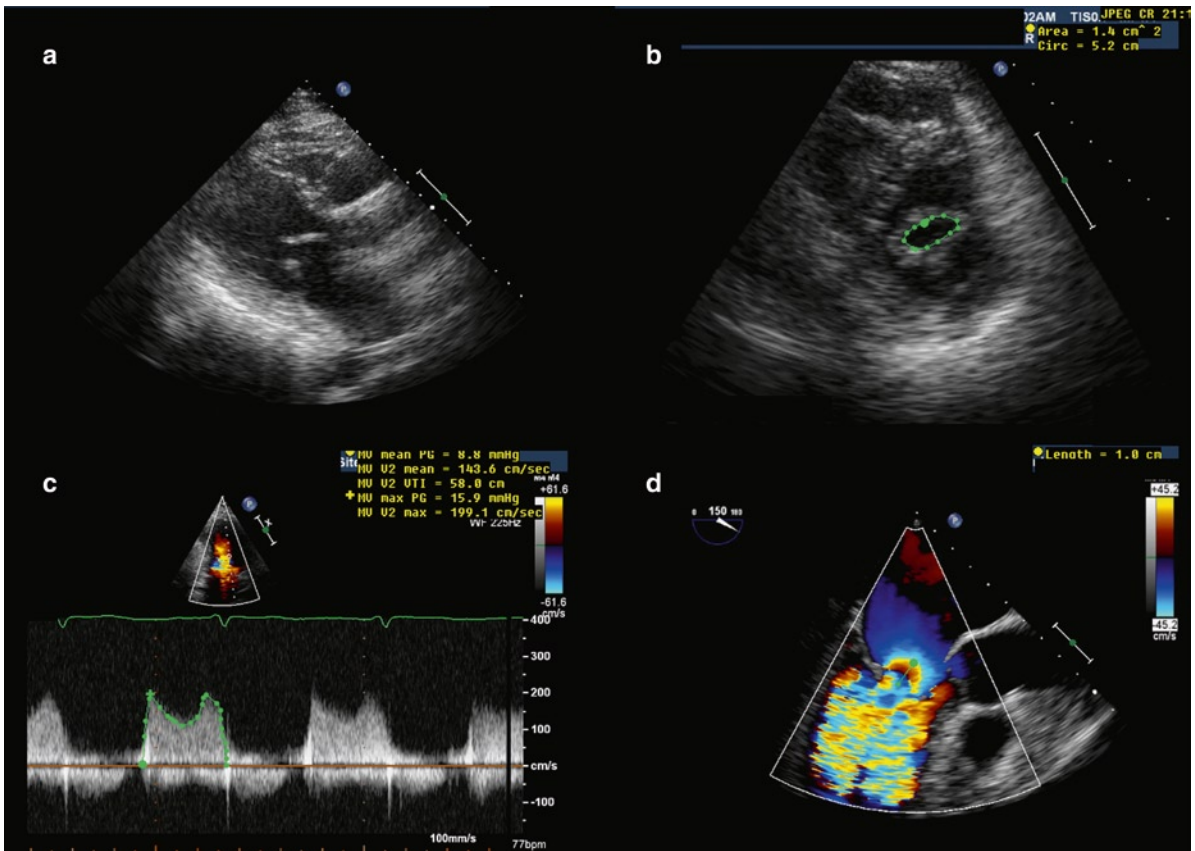 a
02AM TIS0. JPEG CR 21:1
R Area = 1.4 cm^ 2
Circ = 5.2 cm
b
P
P
c
MV mean PG = 8.8 mmHg
Site MV V2 mean = 143.6 cm/sec
MV V2 VTI = 58.0 cm
MV max PG = 15.9 mmHg
MV V2 max = 199.1 cm/sec
+61.6
WF 225Hz
P
x
-61.6
cm/s
400
300
200
100
cm/s
-100
100mm/s
77bpm
d
Length = 1.0 cm
+45.2
0 150 180
P
-45.2
cm/s